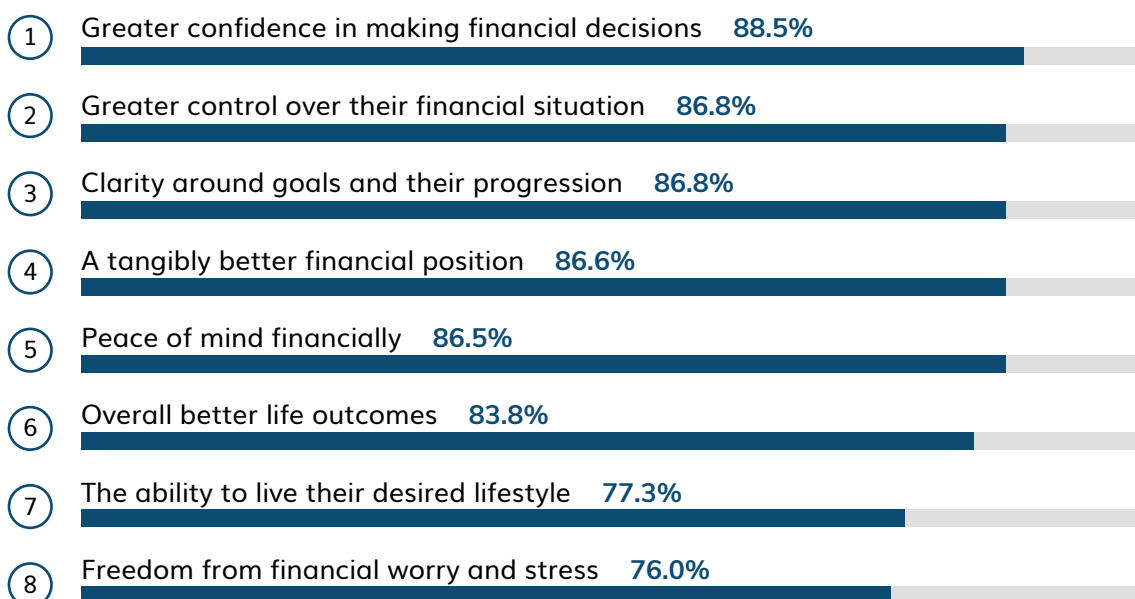 1 Greater confidence in making financial decisions 88.5%
2 Greater control over their financial situation 86.8%
3 Clarity around goals and their progression 86.8%
4 A tangibly better financial position 86.6%
5 Peace of mind financially 86.5%
6 Overall better life outcomes 83.8%
7 The ability to live their desired lifestyle 77.3%
8 Freedom from financial worry and stress 76.0%